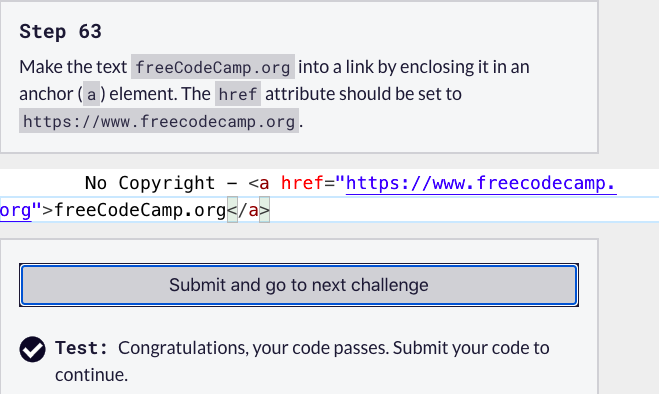 Step 63
Make the text freeCodeCamp.org into a link by enclosing it in an
anchor (a) element. The href attribute should be set to
https://www.freecodecamp.org.
No Copyright - <a href="https://www.freecodecamp.
org">freeCodeCamp.org</a>
Submit and go to next challenge
Test: Congratulations, your code passes. Submit your code to
continue.